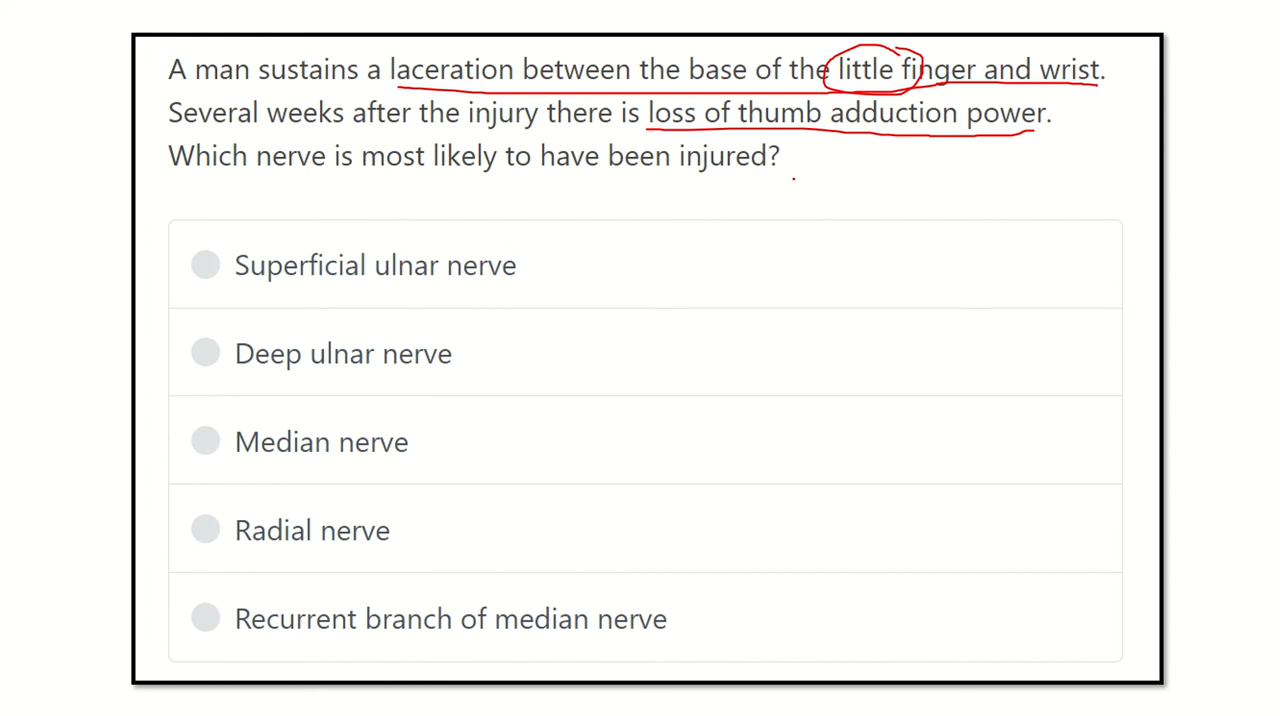 A man sustains a laceration between the base of the little finger and wrist.
Several weeks after the injury there is loss of thumb adduction power.
Which nerve is most likely to have been injured?
Superficial ulnar nerve
Deep ulnar nerve
Median nerve
Radial nerve
Recurrent branch of median nerve